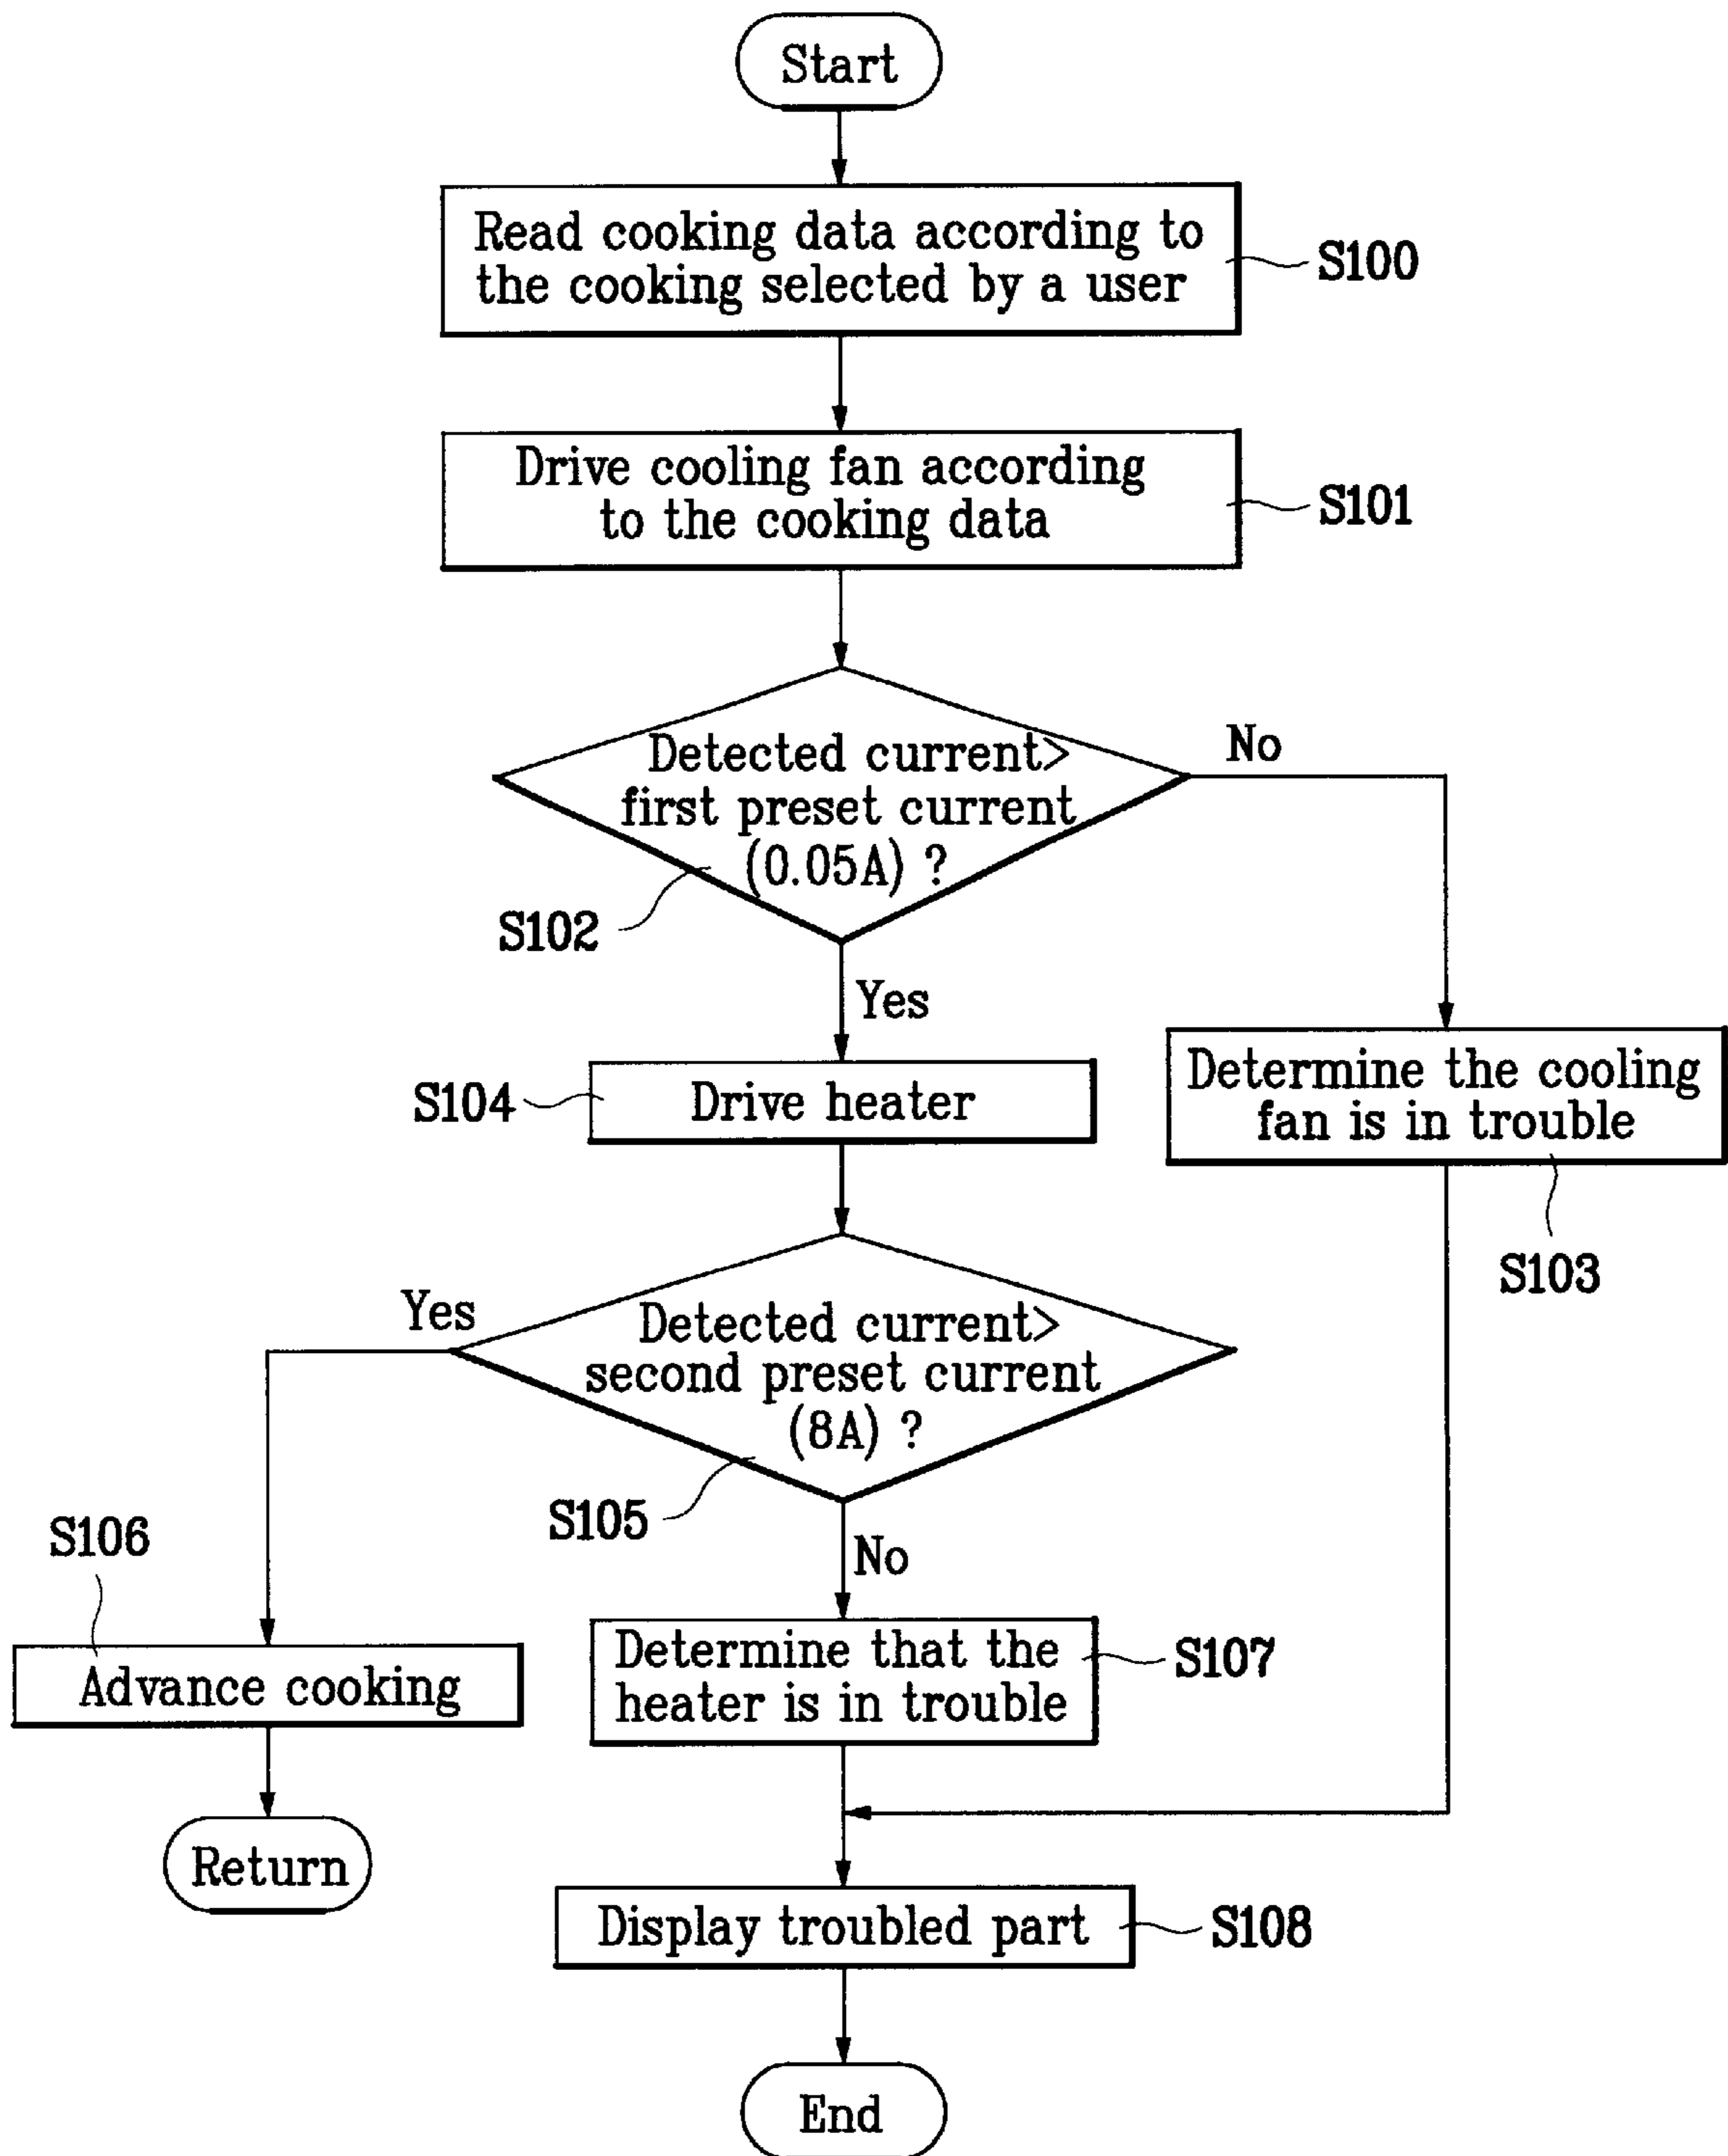 Start
Read cooking data according to
the cooking selected by a user
S100
Drive cooling fan according
to the cooking data
S101
Detected current>
first preset current
(0.05A) ?
S102
No
Yes
S104
Drive heater
Determine the cooling
fan is in trouble
S103
Yes
Detected current>
second preset current
(8A) ?
S105
No
S106
Advance cooking
Determine that the
heater is in trouble
S107
Return
Display troubled part
S108
End